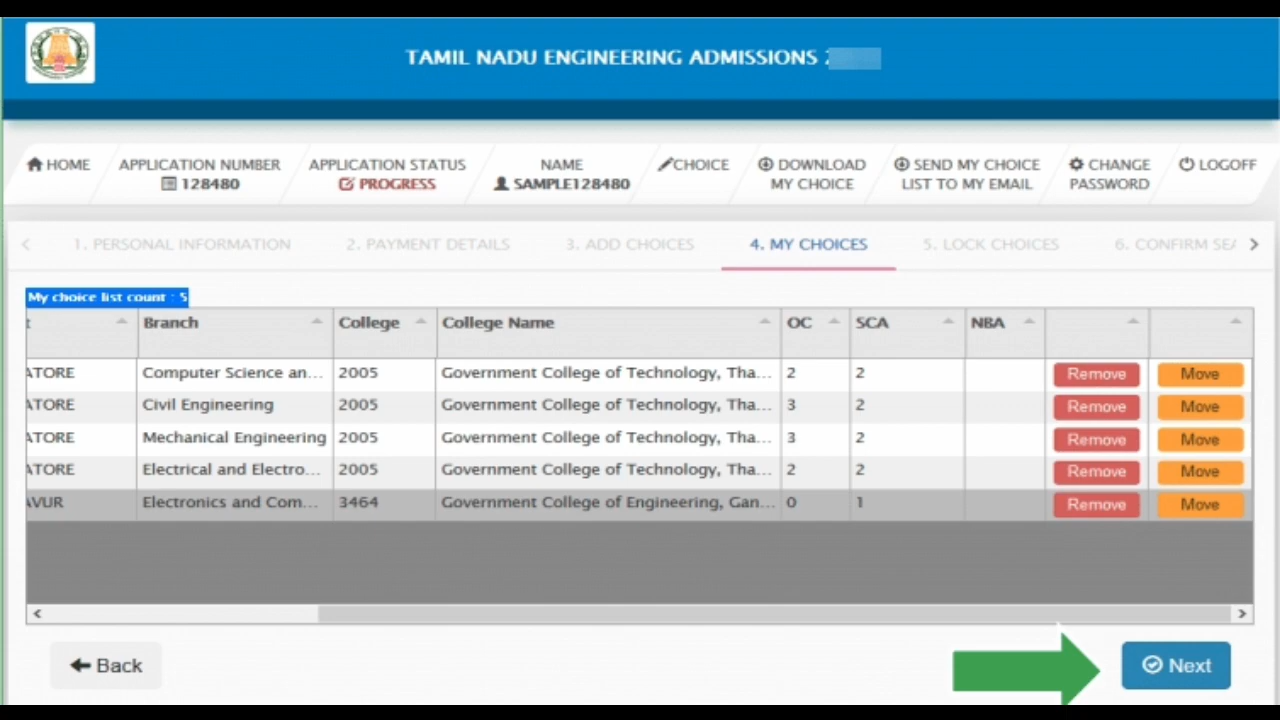 TAMIL NADU ENGINEERING ADMISSIONS
HOME
APPLICATION NUMBER
128480
APPLICATION STATUS
PROGRESS
NAME
SAMPLE128480
CHOICE
DOWNLOAD
MY CHOICE
SEND MY CHOICE
LIST TO MY EMAIL
CHANGE
PASSWORD
LOGOFF
1. PERSONAL INFORMATION 2. PAYMENT DETAILS 3. ADD CHOICES 4. MY CHOICES 5. LOCK CHOICES 6. CONFIRM SEA
My choice list count : 5
t Branch College College Name OC SCA NBA
ATORE Computer Science an... 2005 Government College of Technology, Tha... 2 2 Remove Move
ATORE Civil Engineering 2005 Government College of Technology, Tha... 3 2 Remove Move
ATORE Mechanical Engineering 2005 Government College of Technology, Tha... 3 2 Remove Move
ATORE Electrical and Electro... 2005 Government College of Technology, Tha... 2 2 Remove Move
AVUR Electronics and Com... 3464 Government College of Engineering, Gan... 0 1 Remove Move
Back
Next